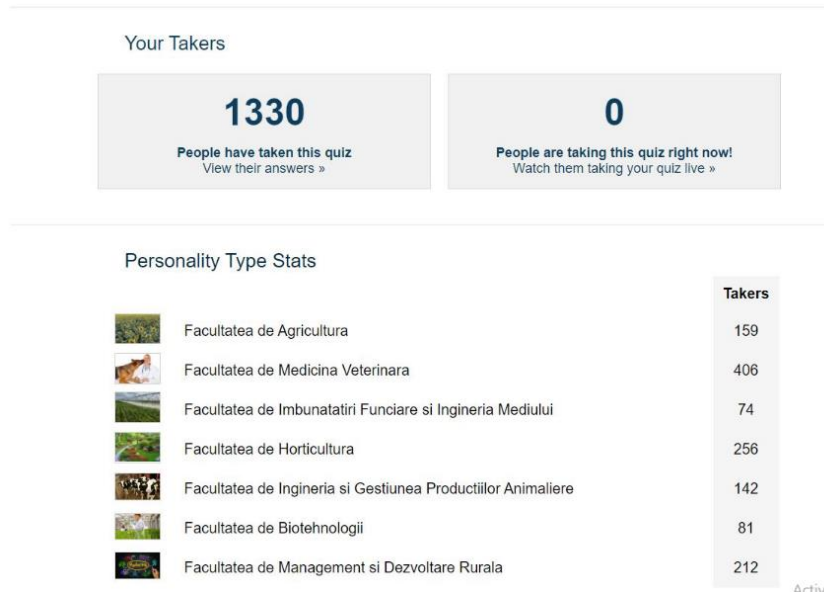 Your Takers
1330
People have taken this quiz
View their answers »
0
People are taking this quiz right now!
Watch them taking your quiz live »
Personality Type Stats
Takers
Facultatea de Agricultura 159
Facultatea de Medicina Veterinara 406
Facultatea de Imbunatatiri Funciare si Ingineria Mediului 74
Facultatea de Horticultura 256
Facultatea de Ingineria si Gestiunea Productiilor Animaliere 142
Facultatea de Biotehnologii 81
Facultatea de Management si Dezvoltare Rurala 212
Activ